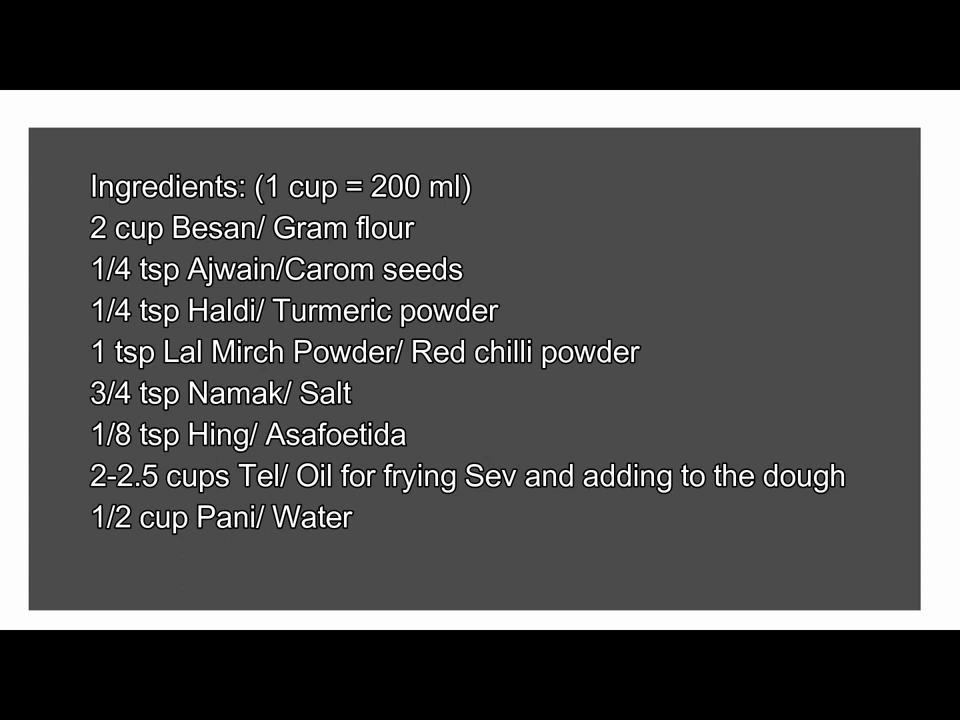 Ingredients: (1 cup = 200 ml)
2 cup Besan/ Gram flour
1/4 tsp Ajwain/Carom seeds
1/4 tsp Haldi/ Turmeric powder
1 tsp Lal Mirch Powder/ Red chilli powder
3/4 tsp Namak/ Salt
1/8 tsp Hing/ Asafoetida
2-2.5 cups Tel/ Oil for frying Sev and adding to the dough
1/2 cup Pani/ Water